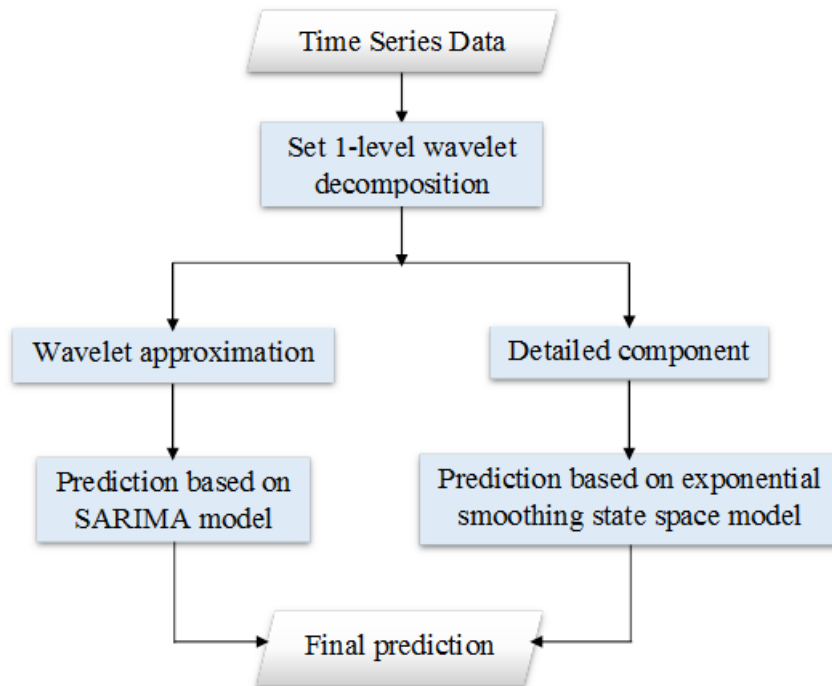 Time Series Data
Set 1-level wavelet
decomposition
Wavelet approximation
Detailed component
Prediction based on
SARIMA model
Prediction based on exponential
smoothing state space model
Final prediction